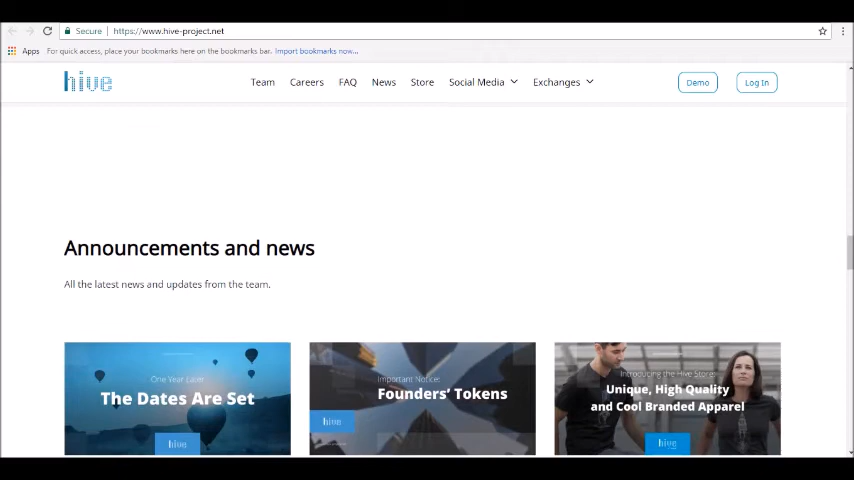 Secure
https://www.hive-project.net
Apps
For quick access, place your bookmarks here on the bookmarks bar. Import bookmarks now...
hive
Team
Careers
FAQ
News
Store
Social Media
Exchanges
Demo
Log In
Announcements and news
All the latest news and updates from the team.
One Year Later
The Dates Are Set
hive
Important Notice:
Founders' Tokens
hive
Introducing the Hive Store:
Unique, High Quality
and Cool Branded Apparel
hive